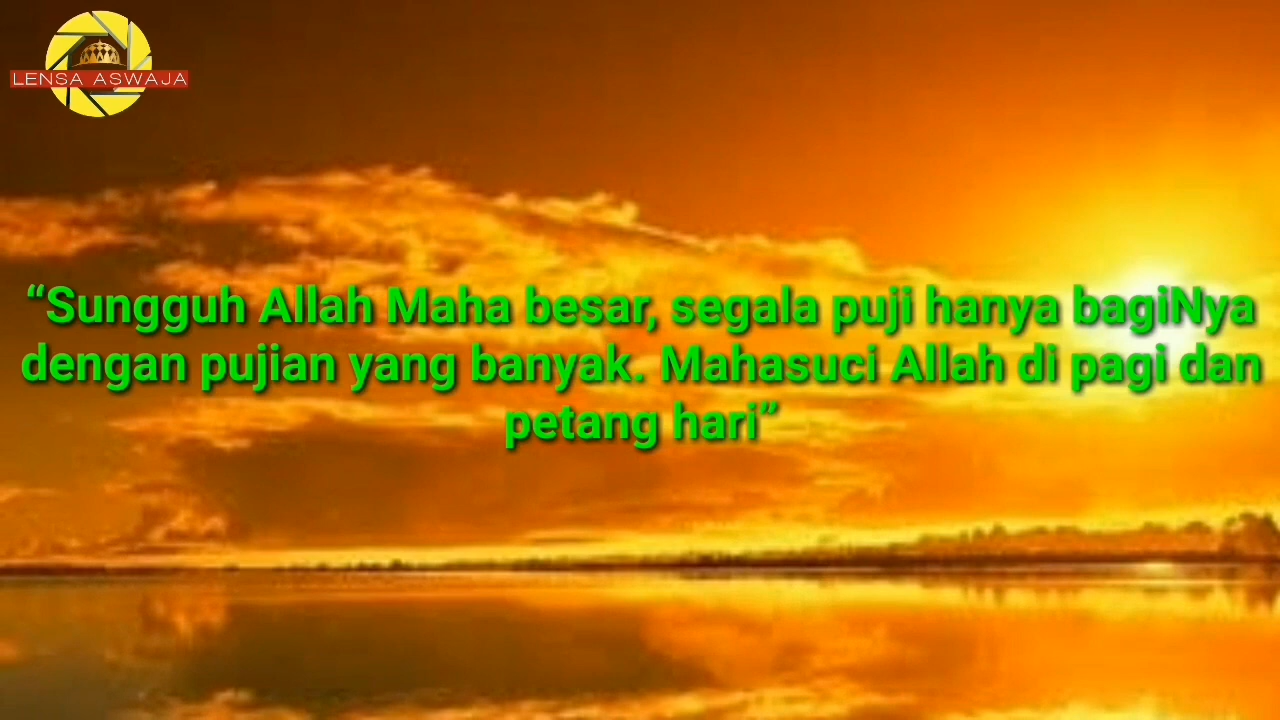 LENSA ASWAJA
“Sungguh Allah Maha besar, segala puji hanya bagiNya
dengan pujian yang banyak. Mahasuci Allah di pagi dan
petang hari”